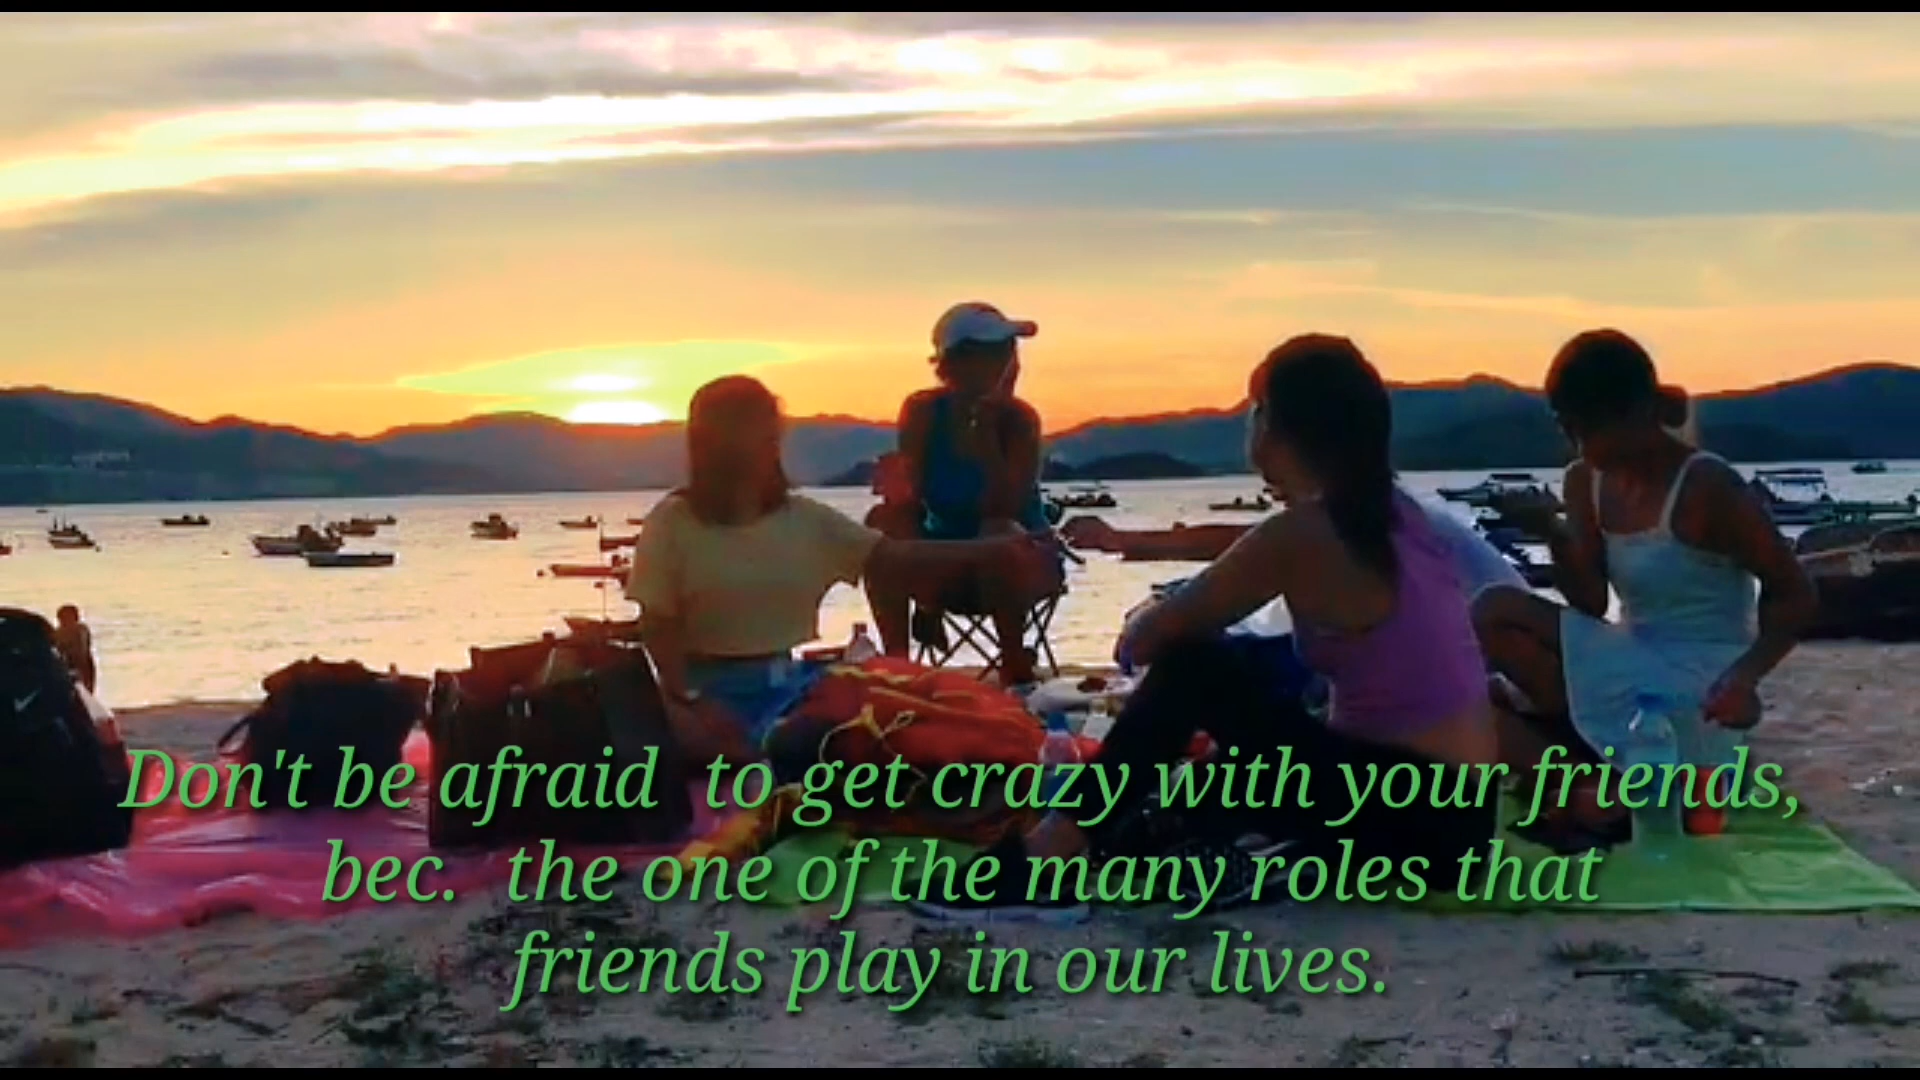 Don't be afraid  to get crazy with your friends,
bec.  the one of the many roles that
friends play in our lives.